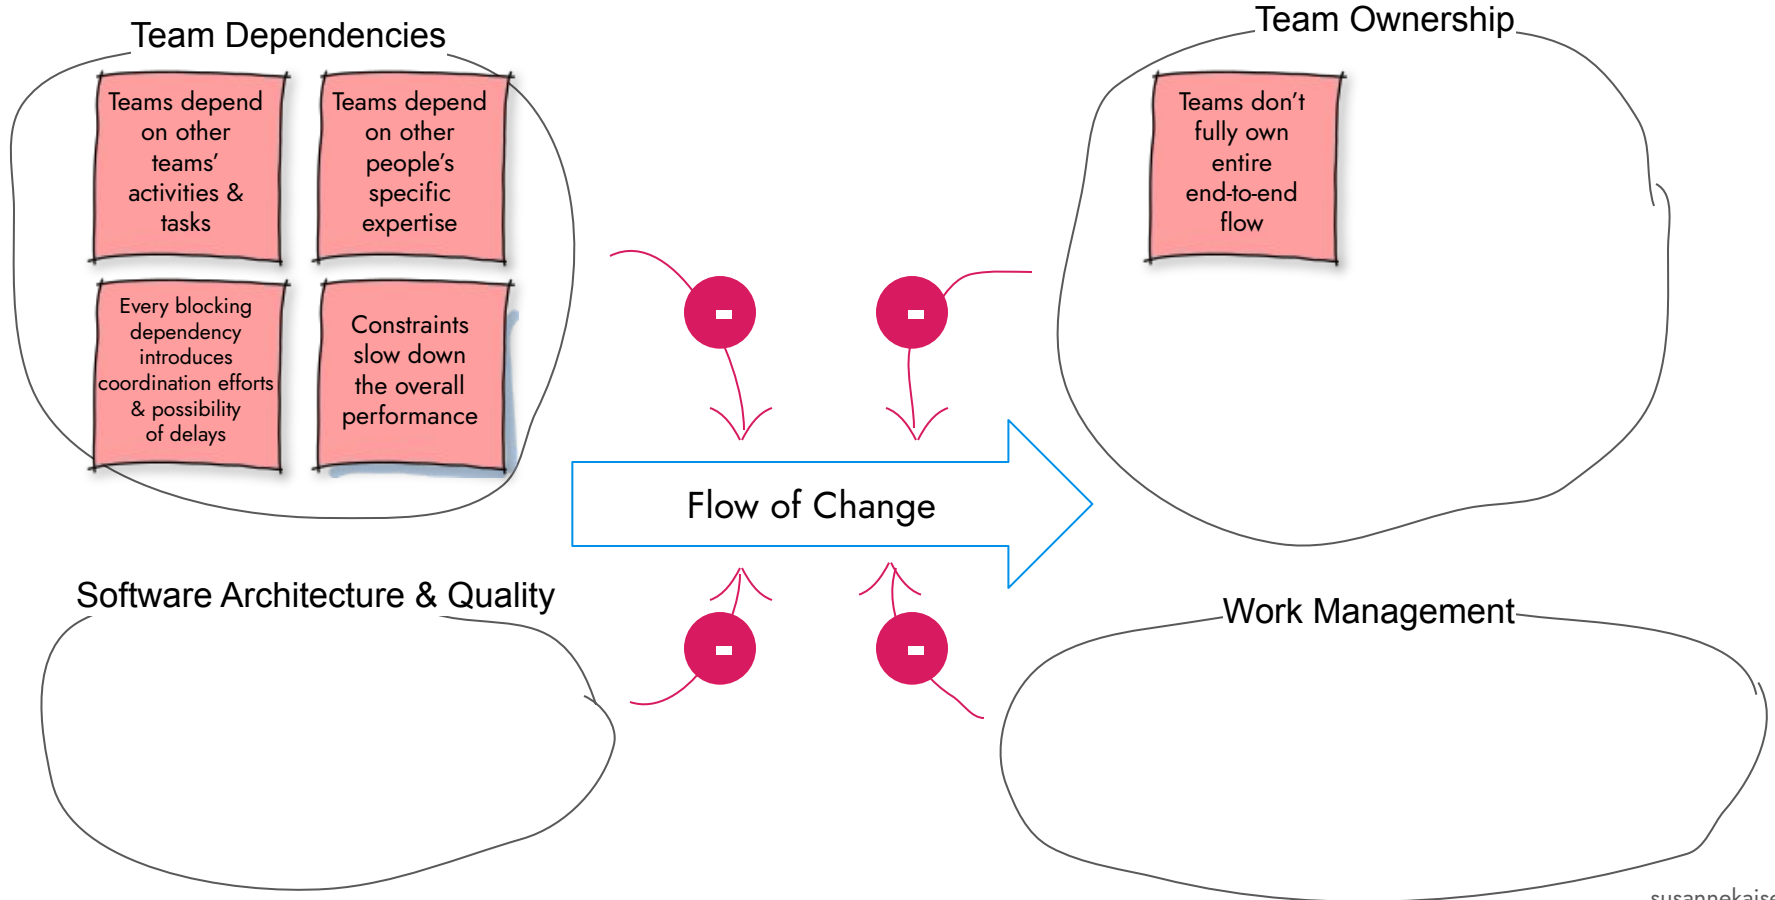 Team Dependencies
Teams depend
on other
teams’
activities &
tasks
Teams depend
on other
people’s
specific
expertise
Every blocking
dependency
introduces
coordination efforts
& possibility
of delays
Constraints
slow down
the overall
performance
Team Ownership
Teams don’t
fully own
entire
end-to-end
flow
-
-
Flow of Change
-
-
Software Architecture & Quality
Work Management